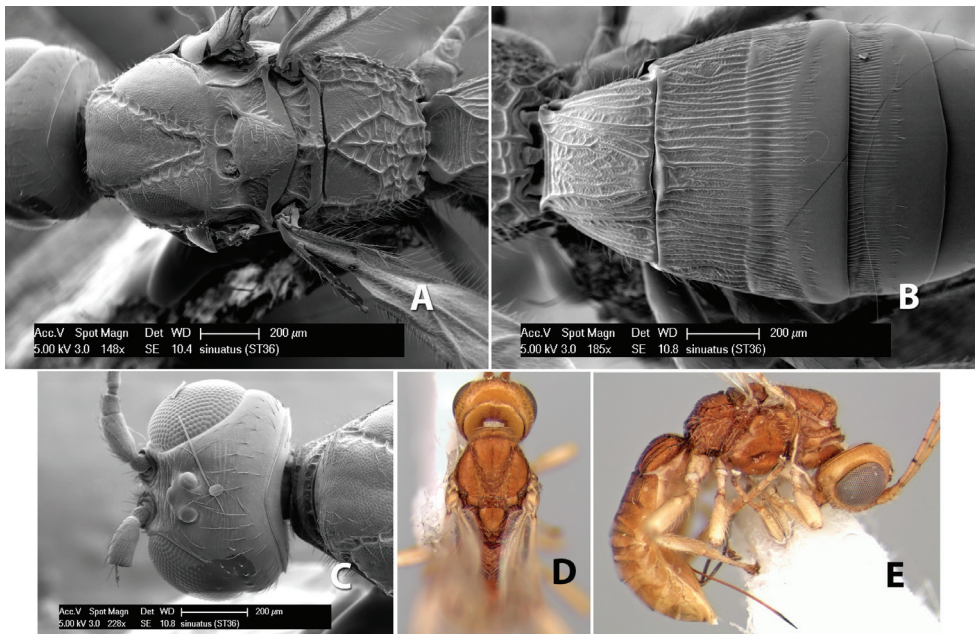 A
Acc.V Spot Magn Det WD 200 µm
5.00 kV 3.0 148x SE 10.4 sinuatus (ST36)
B
Acc.V Spot Magn Det WD 200 µm
5.00 kV 3.0 185x SE 10.8 sinuatus (ST36)
C
Acc.V Spot Magn Det WD 200 µm
5.00 kV 3.0 228x SE 10.8 sinuatus (ST36)
D
E